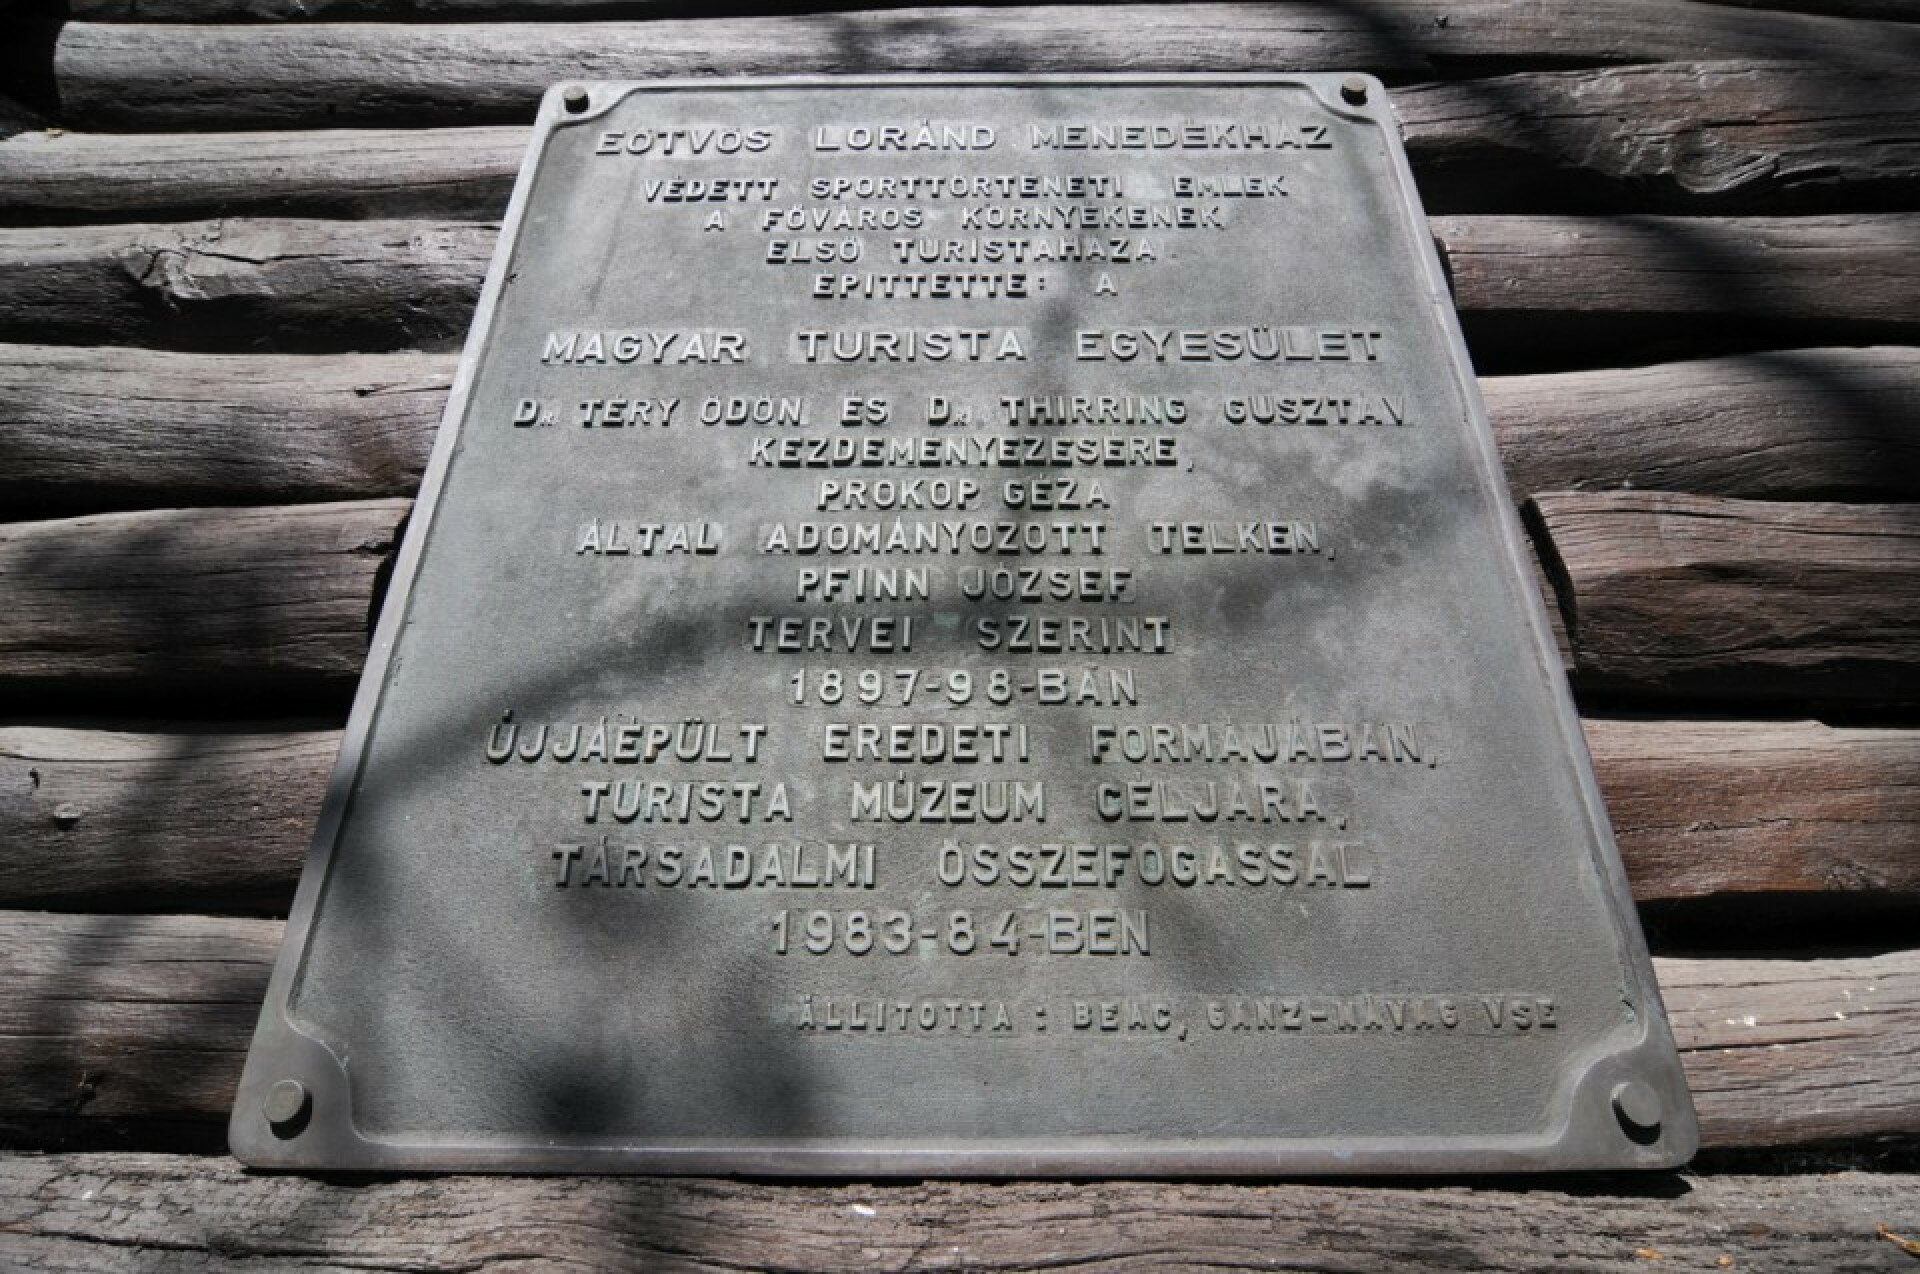 EÖTVÖS LORÁND MENEDÉKHÁZ
VÉDETT SPORTTÖRTÉNETI EMLÉK
A FŐVÁROS KÖRNYÉKÉNEK
ELSŐ TURISTAHÁZA.
ÉPITTETTE: A
MAGYAR TURISTA EGYESÜLET
DR. TÉRY ÖDÖN ÉS DR. THIRRING GUSZTÁV
KEZDEMÉNYEZÉSÉRE,
PROKOP GÉZA
ÁLTAL ADOMÁNYOZOTT TELKEN,
PFINN JÓZSEF
TERVEI SZERINT
1897-98-BAN
ÚJJÁÉPÜLT EREDETI FORMÁJÁBAN,
TURISTA MÚZEUM CÉLJÁRA,
TÁRSADALMI ÖSSZEFOGÁSSAL
1983-84-BEN
ÁLLITOTTA : BEAC, GANZ-MÁVAG VSE